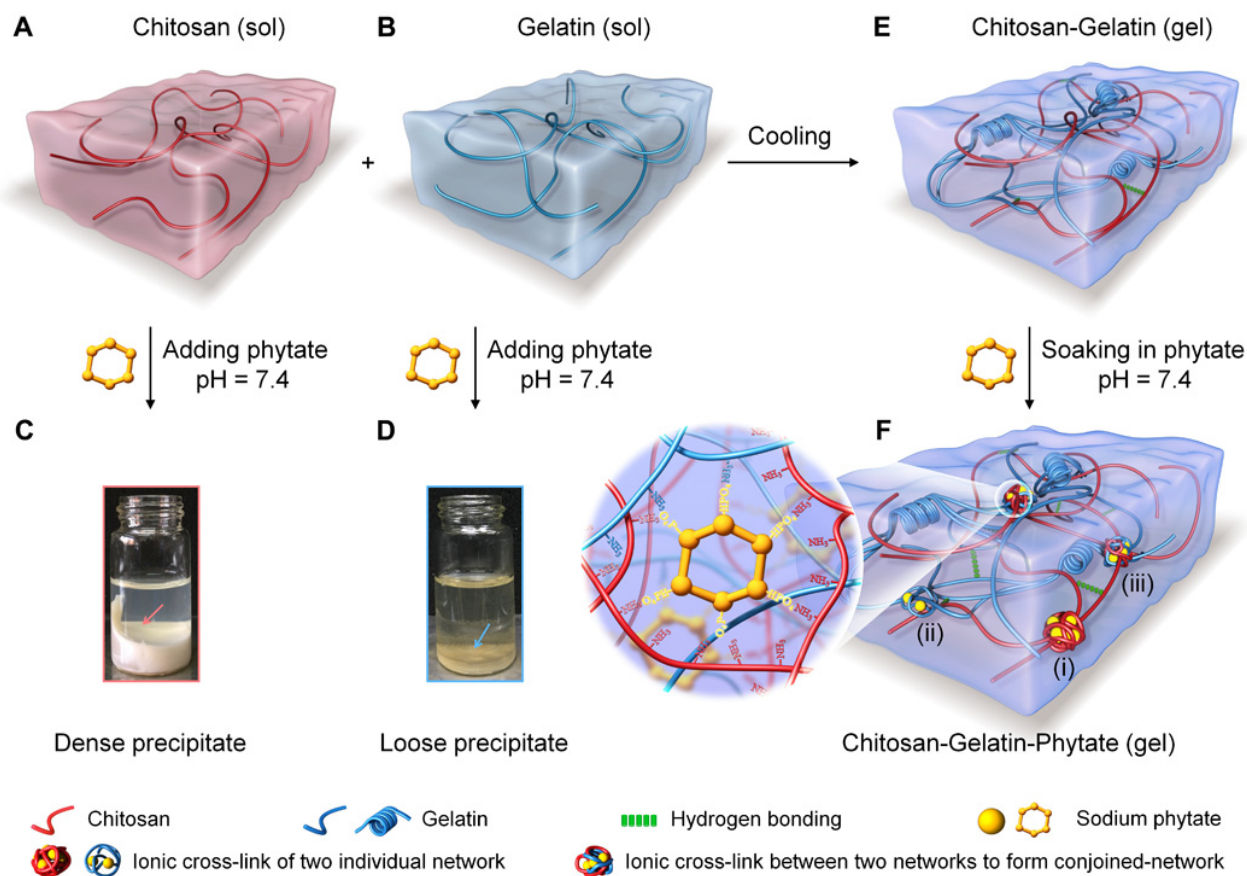 A
Chitosan (sol)
B
Gelatin (sol)
E
Chitosan-Gelatin (gel)
+
Cooling
Adding phytate
pH = 7.4
Adding phytate
pH = 7.4
Soaking in phytate
pH = 7.4
C
D
F
(i)
(ii)
(iii)
Dense precipitate
Loose precipitate
Chitosan-Gelatin-Phytate (gel)
Chitosan
Gelatin
Hydrogen bonding
Sodium phytate
Ionic cross-link of two individual network
Ionic cross-link between two networks to form conjoined-network